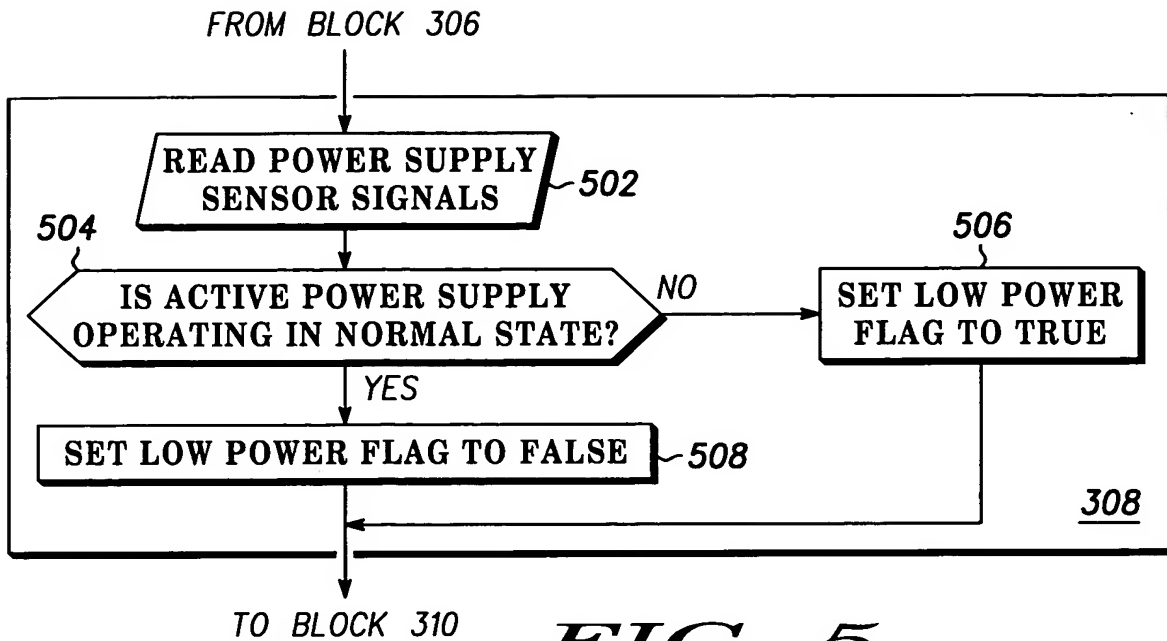 FROM BLOCK 306
READ POWER SUPPLY
SENSOR SIGNALS
502
504
IS ACTIVE POWER SUPPLY
OPERATING IN NORMAL STATE?
NO
506
SET LOW POWER
FLAG TO TRUE
YES
SET LOW POWER FLAG TO FALSE
508
308
TO BLOCK 310
FIG. 5